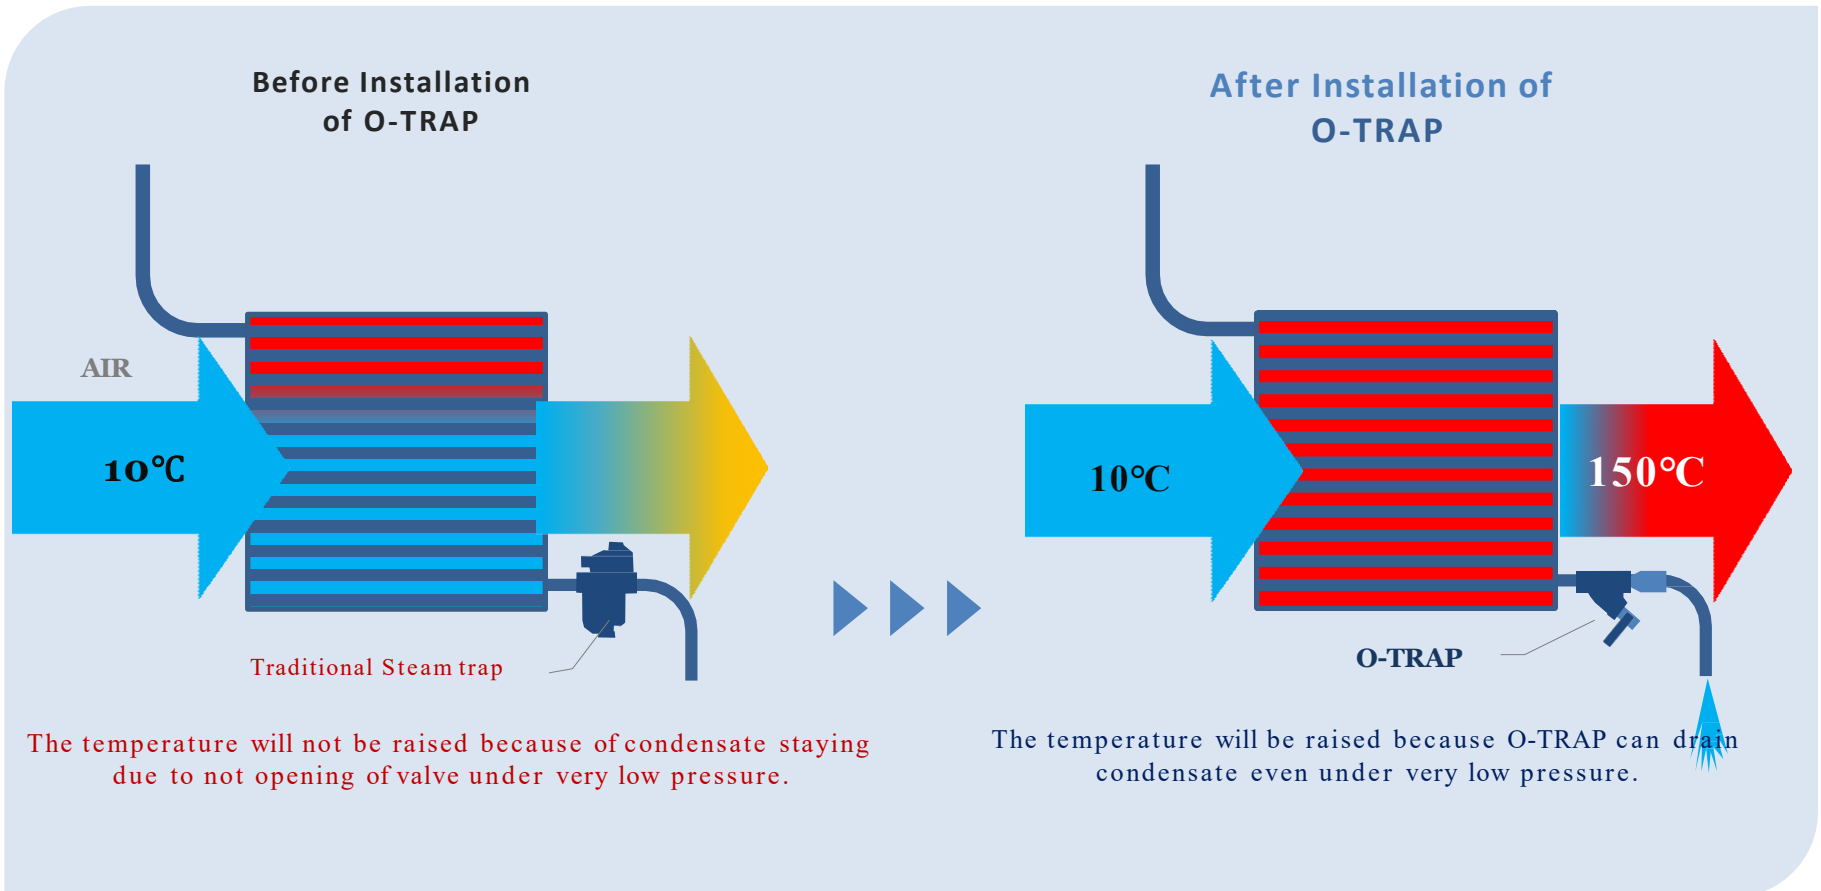 Before Installation
of O-TRAP
AIR
10℃
Traditional Steam trap
The temperature will not be raised because of condensate staying
due to not opening of valve under very low pressure.
After Installation of
O-TRAP
10℃
150℃
O-TRAP
The temperature will be raised because O-TRAP can drain
condensate even under very low pressure.